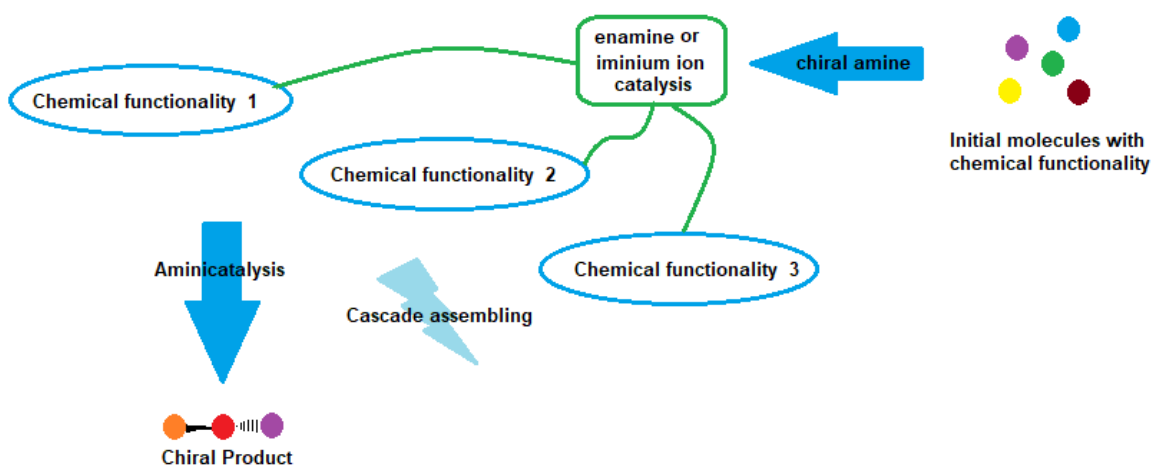 enamine or
iminium ion
catalysis
chiral amine
Initial molecules with
chemical functionality
Chemical functionality 1
Chemical functionality 2
Chemical functionality 3
Aminicatalysis
Cascade assembling
Chiral Product